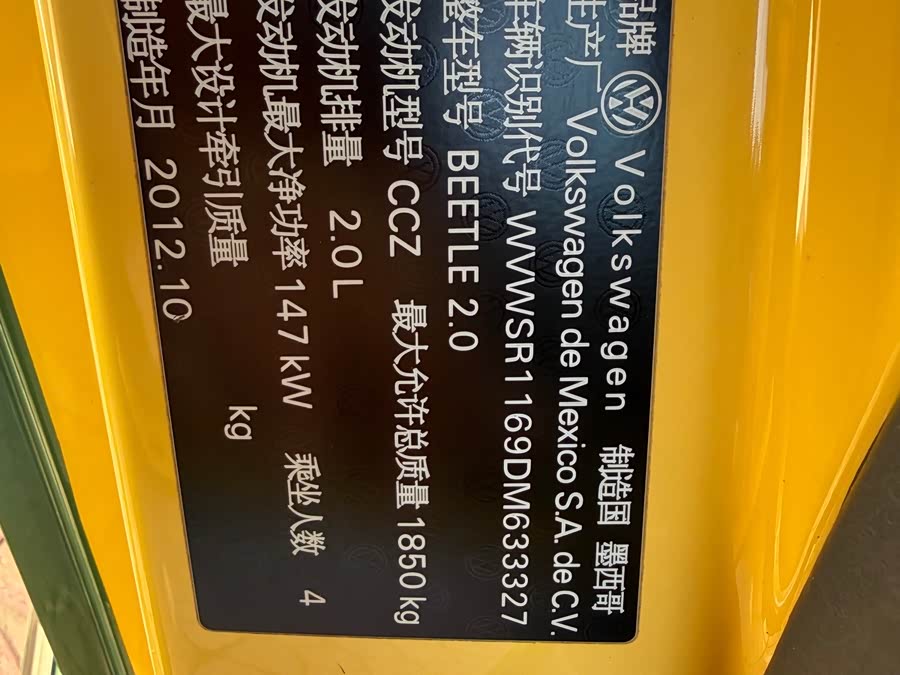 品牌 Volkswagen 制造国 墨西哥
生产厂 Volkswagen de Mexico S.A. de C.V.
车辆识别代号 WVWSR1169DM633327
整车型号 BEETLE 2.0
发动机型号 CCZ 最大允许总质量 1850 kg
发动机排量 2.0 L
发动机最大净功率 147 kW 乘坐人数 4
最大设计牵引质量 kg
制造年月 2012.10